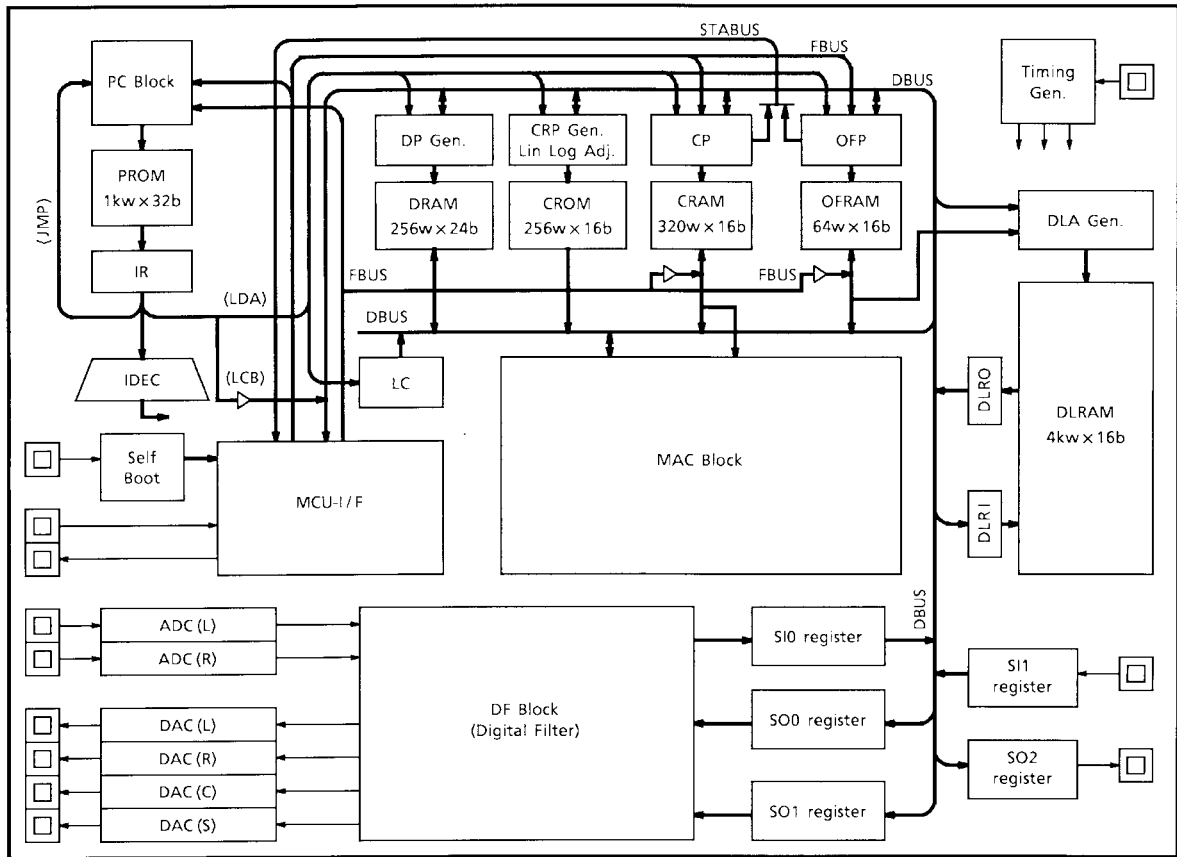 STABUS
FBUS
DBUS
PC Block
Timing
Gen.
DP Gen.
CRP Gen.
Lin Log Adj.
CP
OFP
PROM
1kw×32b
DRAM
256w×24b
CROM
256w×16b
CRAM
320w×16b
OFRAM
64w×16b
(JMP)
DLA Gen.
IR
FBUS
FBUS
(LDA)
DBUS
IDEC
(LCB)
LC
DLRO
DLRAM
4kw×16b
MAC Block
Self
Boot
MCU-I/F
DLRI
DBUS
ADC (L)
ADC (R)
SI0 register
SI1
register
DF Block
(Digital Filter)
DAC (L)
DAC (R)
DAC (C)
DAC (S)
SO0 register
SO2
register
SO1 register